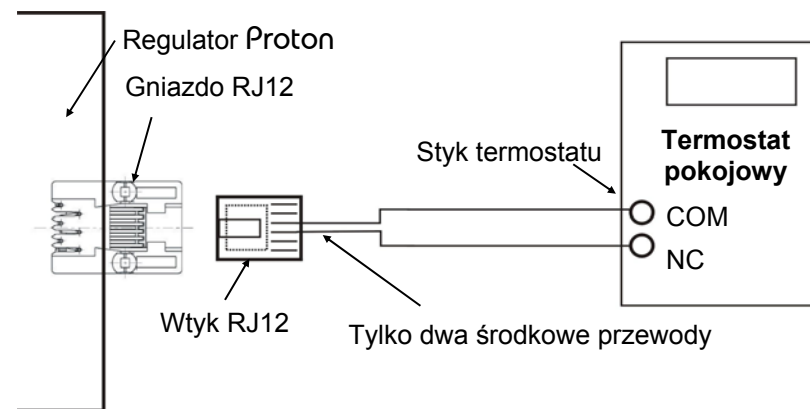 Regulator Proton
Gniazdo RJ12
Styk termostatu
Termostat
pokojowy
COM
NC
Wtyk RJ12
Tylko dwa środkowe przewody